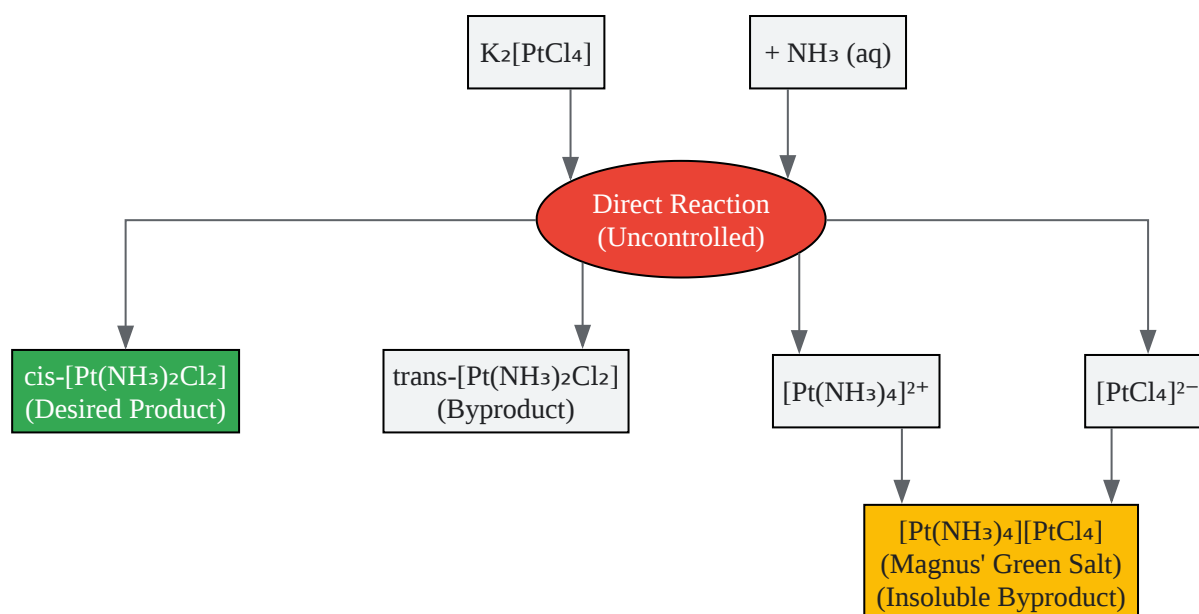 K₂[PtCl₄]
+ NH₃ (aq)
Direct Reaction
(Uncontrolled)
cis-[Pt(NH₃)₂Cl₂]
(Desired Product)
trans-[Pt(NH₃)₂Cl₂]
(Byproduct)
[Pt(NH₃)₄]²⁺
[PtCl₄]²⁻
[Pt(NH₃)₄][PtCl₄]
(Magnus' Green Salt)
(Insoluble Byproduct)